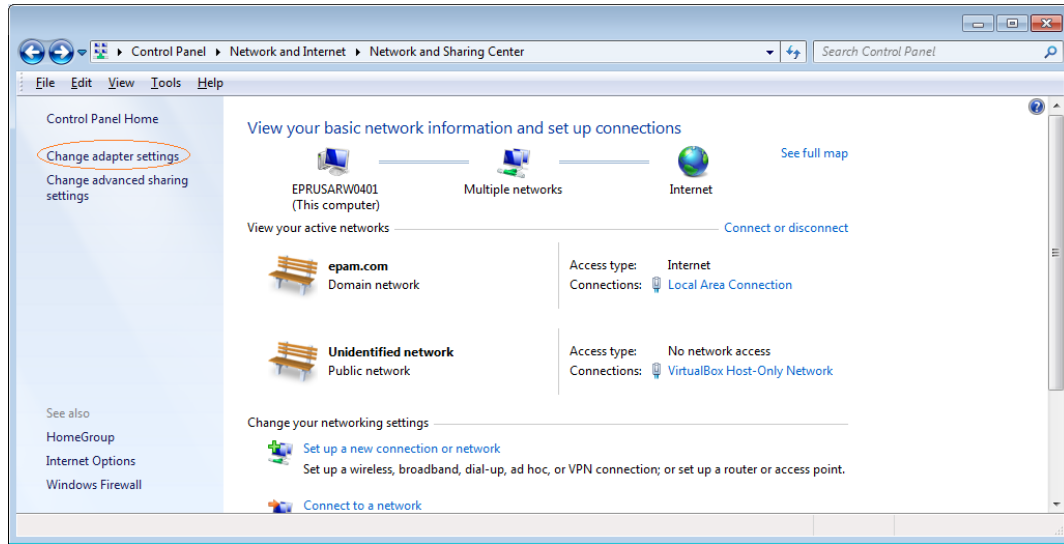 Control Panel Network and Internet Network and Sharing Center Search Control Panel
File Edit View Tools Help
Control Panel Home
Change adapter settings
Change advanced sharing
settings
View your basic network information and set up connections
See full map
EPRUSARW0401
(This computer)
Multiple networks
Internet
View your active networks
Connect or disconnect
epam.com
Domain network
Access type: Internet
Connections: Local Area Connection
Unidentified network
Public network
Access type: No network access
Connections: VirtualBox Host-Only Network
Change your networking settings
Set up a new connection or network
Set up a wireless, broadband, dial-up, ad hoc, or VPN connection; or set up a router or access point.
Connect to a network
See also
HomeGroup
Internet Options
Windows Firewall